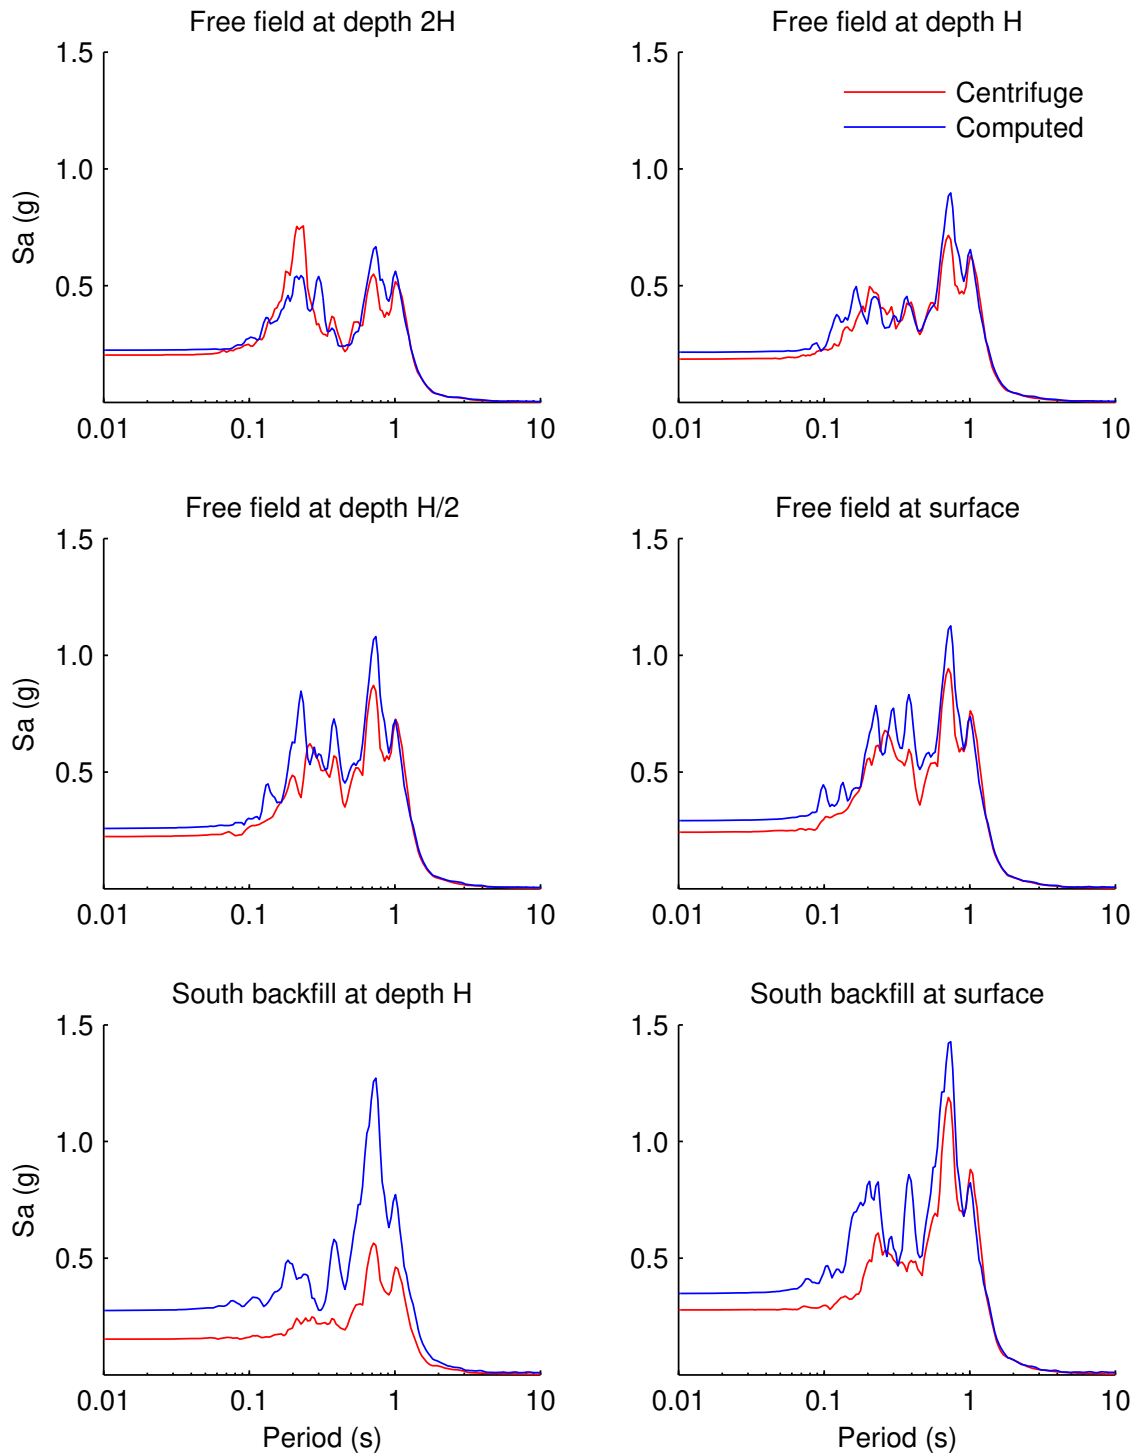 Free field at depth 2H
Free field at depth H
1.5
1.0
0.5
Sa (g)
0.01 0.1 1 10
1.5
1.0
0.5
Centrifuge
Computed
0.01 0.1 1 10
Free field at depth H/2
Free field at surface
1.5
1.0
0.5
Sa (g)
0.01 0.1 1 10
1.5
1.0
0.5
0.01 0.1 1 10
South backfill at depth H
South backfill at surface
1.5
1.0
0.5
Sa (g)
0.01 0.1 1 10
Period (s)
1.5
1.0
0.5
0.01 0.1 1 10
Period (s)